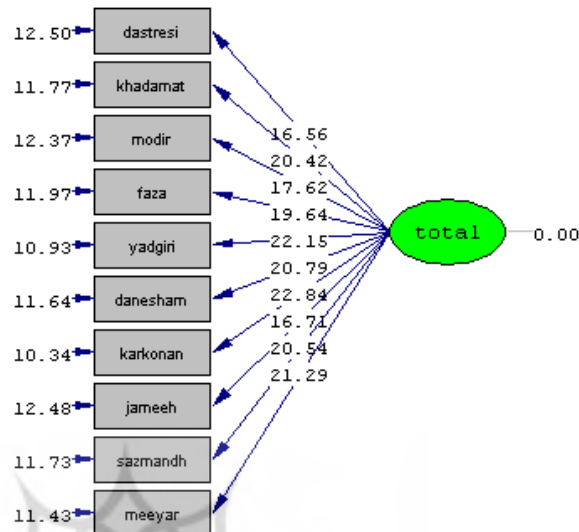 12.50 dastresi
11.77 khadamat
12.37 modir
11.97 faza
10.93 yadgiri
11.64 danesham
10.34 karkonan
12.48 jameeh
11.73 sazmandh
11.43 meeyar
16.56
20.42
17.62
19.64
22.15
20.79
22.84
16.71
20.54
21.29
total 0.00